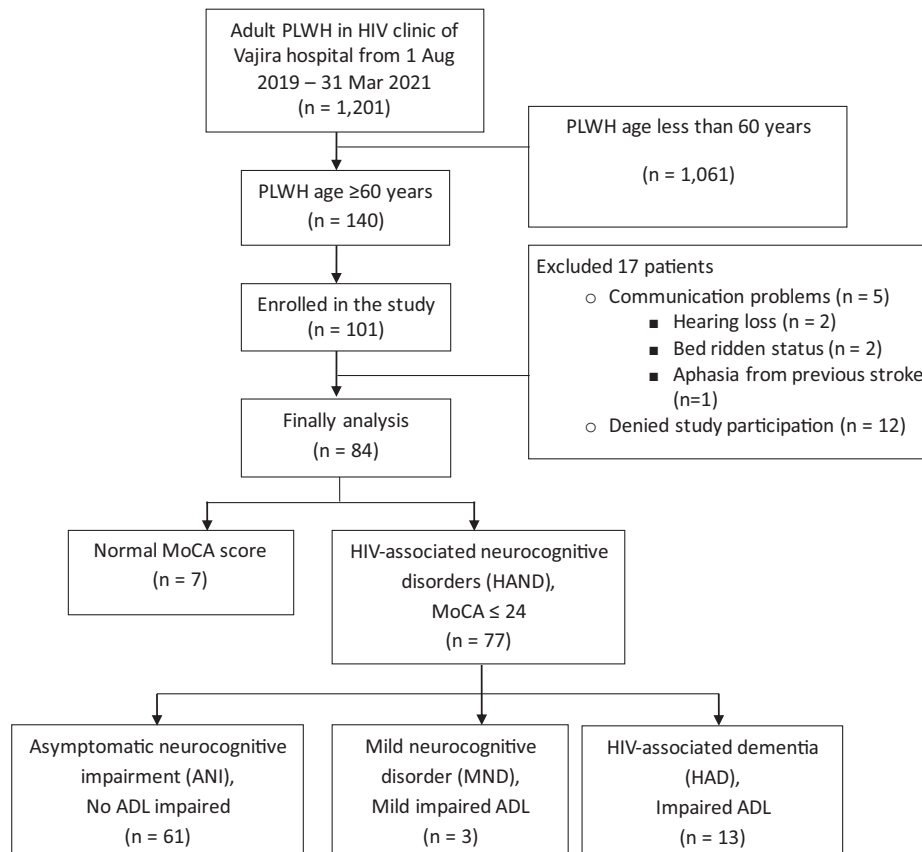 Adult PLWH in HIV clinic of
Vajira hospital from 1 Aug
2019 – 31 Mar 2021
(n = 1,201)
PLWH age less than 60 years
(n = 1,061)
PLWH age ≥60 years
(n = 140)
Excluded 17 patients
○ Communication problems (n = 5)
■ Hearing loss (n = 2)
■ Bed ridden status (n = 2)
■ Aphasia from previous stroke
(n=1)
○ Denied study participation (n = 12)
Enrolled in the study
(n = 101)
Finally analysis
(n = 84)
Normal MoCA score
(n = 7)
HIV-associated neurocognitive
disorders (HAND),
MoCA ≤ 24
(n = 77)
Asymptomatic neurocognitive
impairment (ANI),
No ADL impaired
(n = 61)
Mild neurocognitive
disorder (MND),
Mild impaired ADL
(n = 3)
HIV-associated dementia
(HAD),
Impaired ADL
(n = 13)